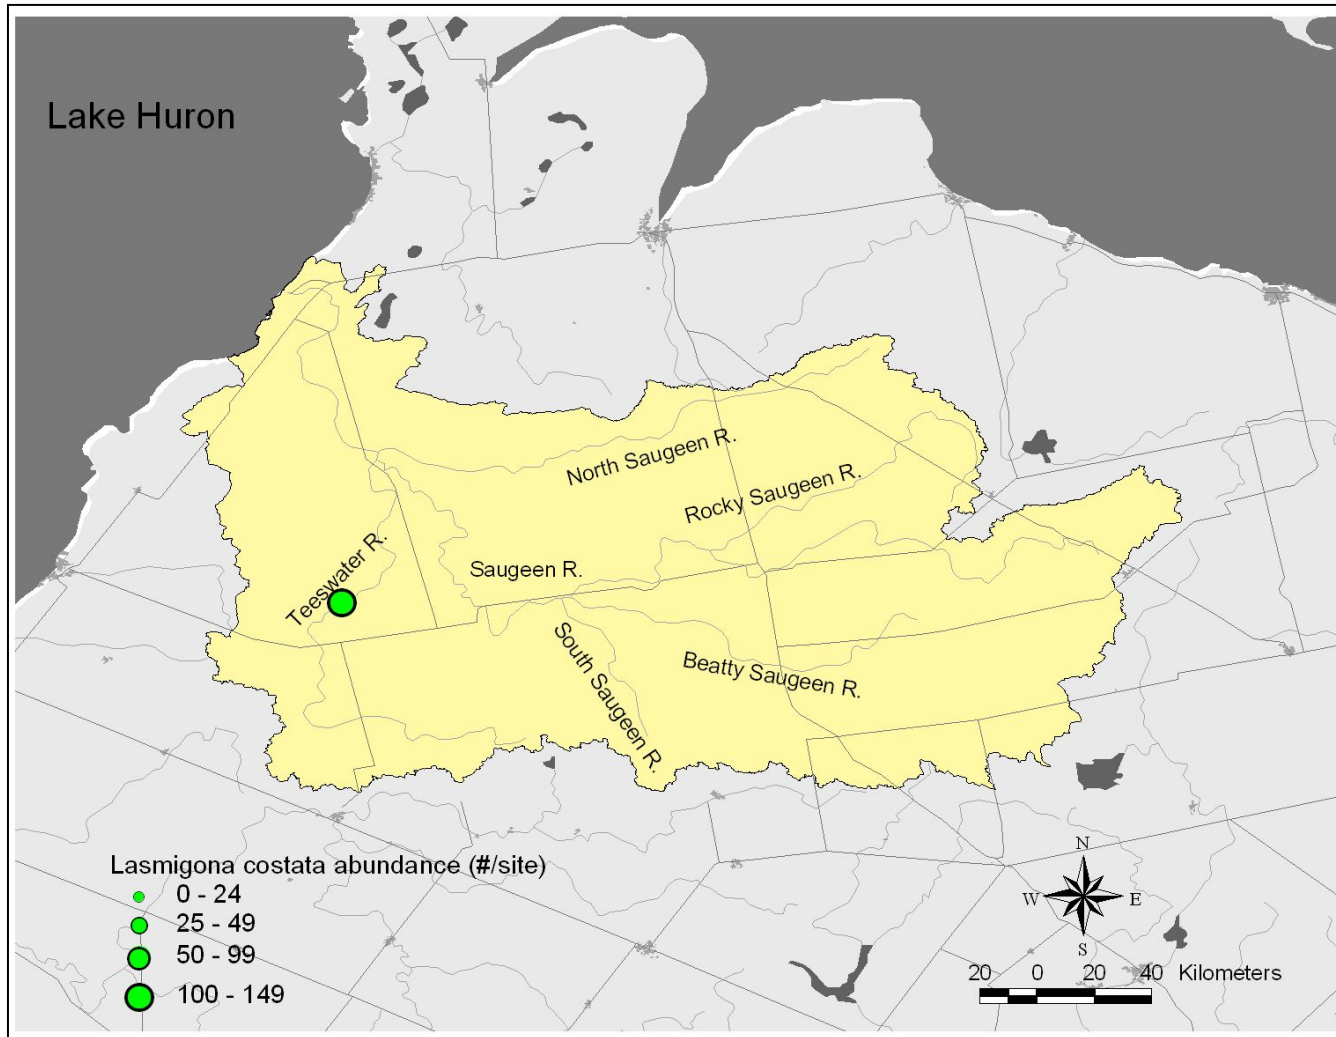 Lake Huron
North Saugeen R.
Rocky Saugeen R.
Teeswater R.
Saugeen R.
South Saugeen R.
Beatty Saugeen R.
Lasmigona costata abundance (#/site)
0 - 24
25 - 49
50 - 99
100 - 149
N
W E
S
20 0 20 40 Kilometers